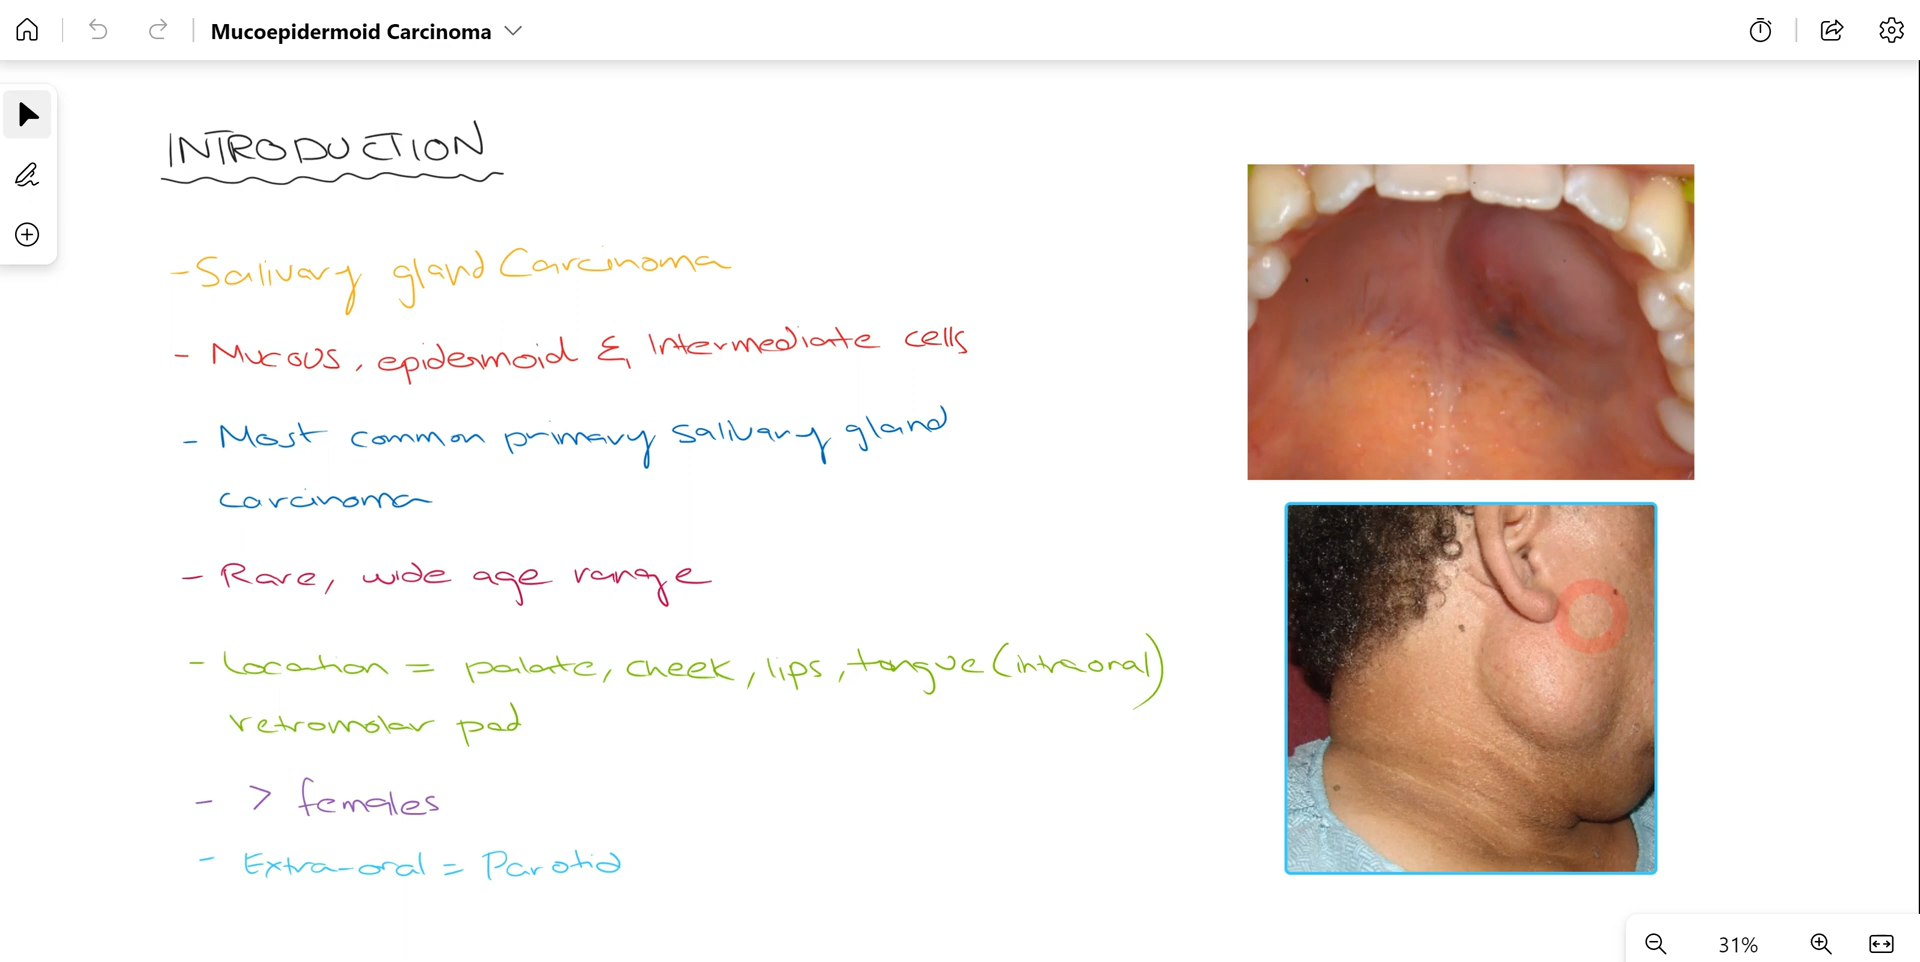 Mucoepidermoid Carcinoma
INTRODUCTION
- Salivary gland Carcinoma
- Mucous, epidermoid & Intermediate cells
- Most common primary salivary gland
carcinoma
- Rare, wide age range
- Location = palate, cheek, lips, tongue (intraoral)
retromolar pad
- > females
- Extra-oral = Parotid
31%